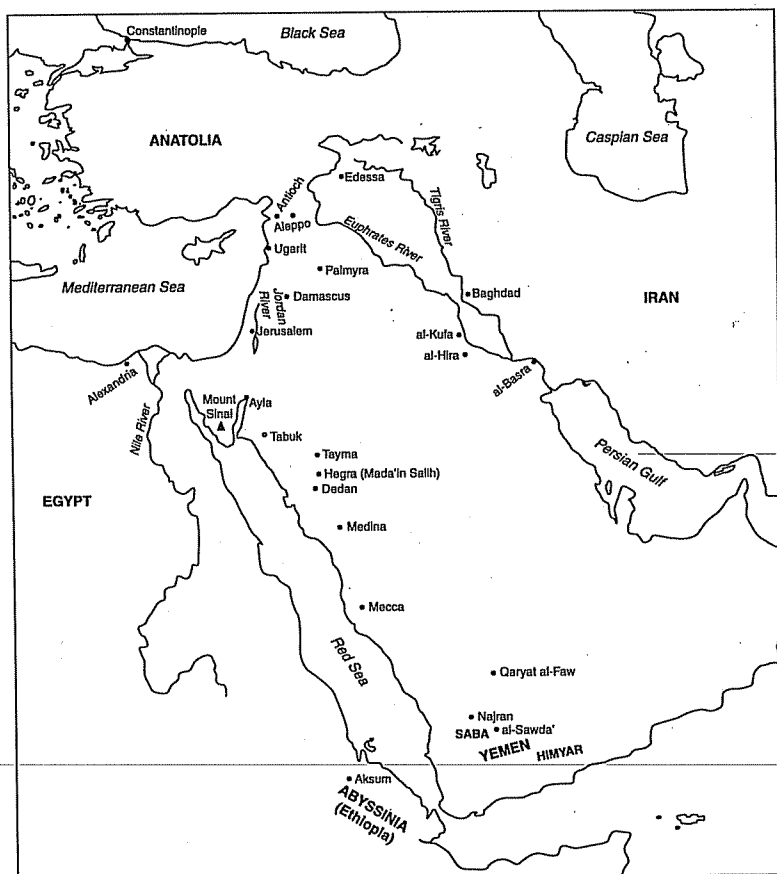 Constantinople
Black Sea
Caspian Sea
ANATOLIA
Edessa
Antioch
Aleppo
Tigris River
Euphrates River
Ugarit
Palmyra
Mediterranean Sea
Damascus
Jordan
River
Baghdad
IRAN
Jerusalem
al-Kufa
al-Hira
al-Basra
Alexandria
Nile River
Mount
Sinai
Ayla
Tabuk
Tayma
Hegra (Mada'in Salih)
Dedan
Persian Gulf
EGYPT
Medina
Mecca
Red Sea
Qaryat al-Faw
Najran
SABA
al-Sawda'
YEMEN
HIMYAR
Aksum
ABYSSINIA
(Ethiopia)